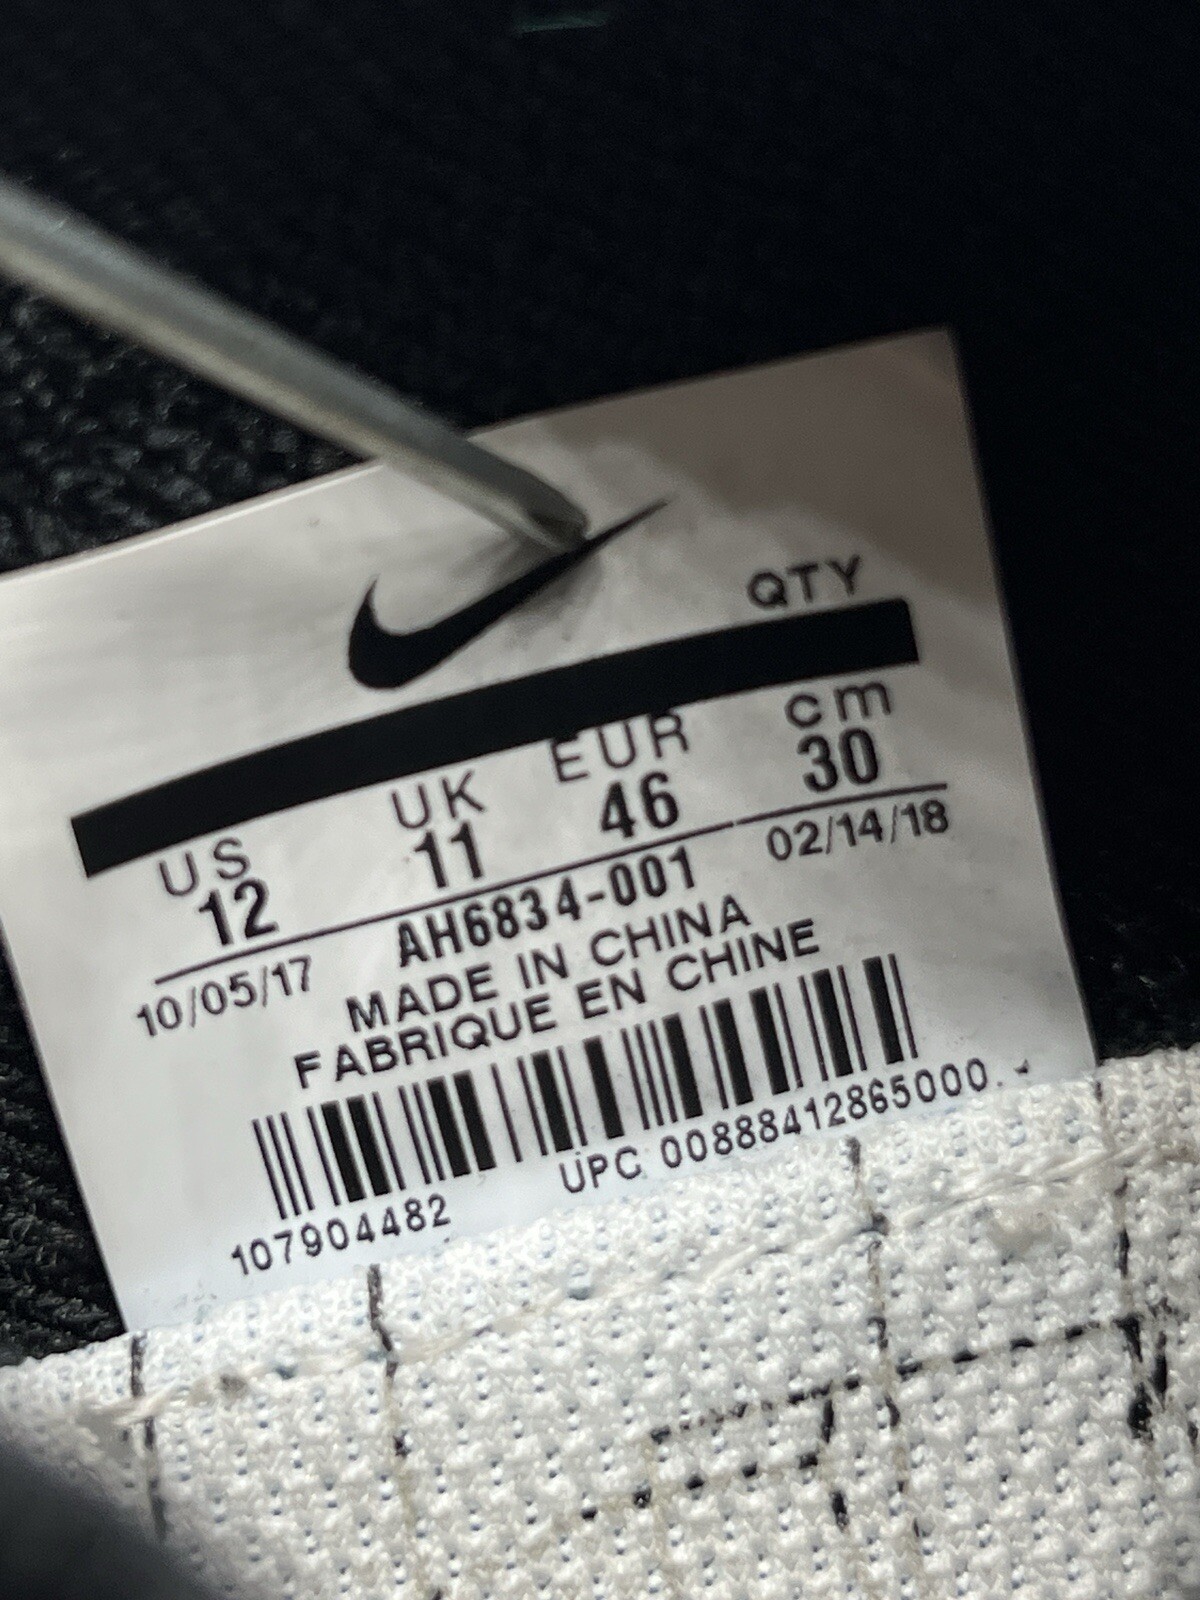 QTY
US UK EUR cm
12 11 46 30
10/05/17 AH6834-001 02/14/18
MADE IN CHINA
FABRIQUE EN CHINE
107904482 UPC 00888412865000